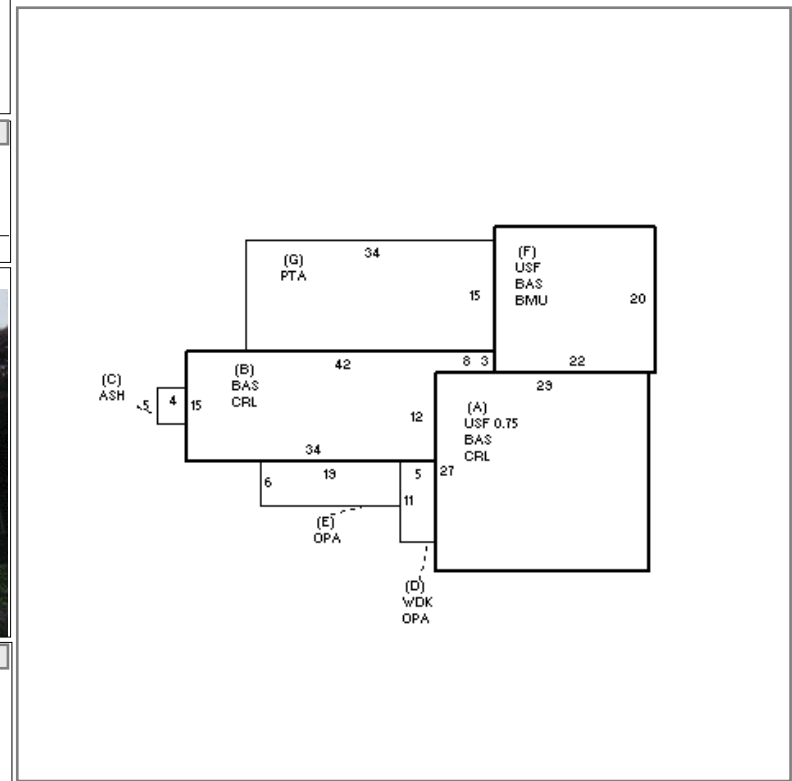 34
(G)
PTA
15
(F)
USF
BAS
BMU
20
22
42
8 3
(B)
BAS
CRL
15
(C)
ASH
5
4
12
34
29
(A)
USF 0.75
BAS
CRL
27
6
19
5
11
(E)
OPA
(D)
WDK
OPA